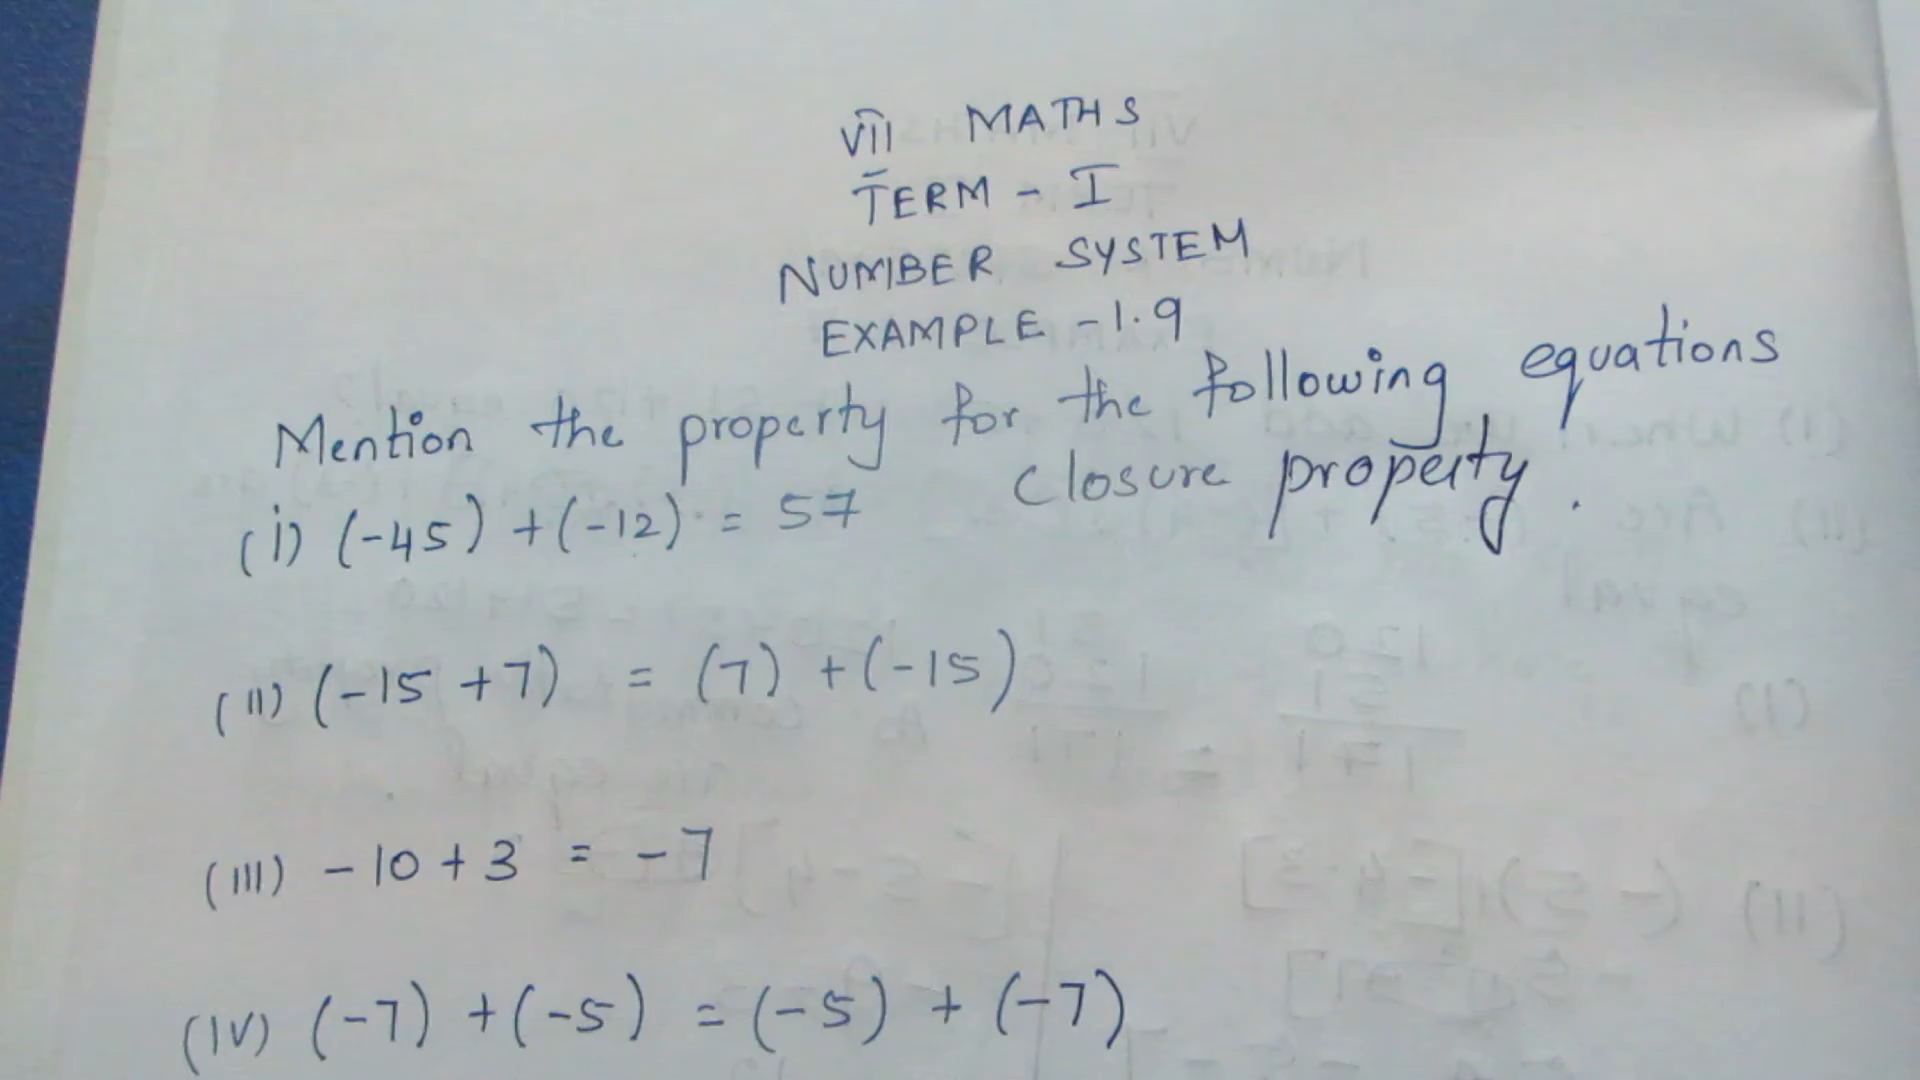 VII MATHS
TERM - I
NUMBER SYSTEM
EXAMPLE - 1.9
Mention the property for the following equations
(i) (-45) + (-12) = 57 closure property.
(II) (-15 + 7) = (7) + (-15)
(III) - 10 + 3 = - 7
(IV) (-7) + (-5) = (-5) + (-7)